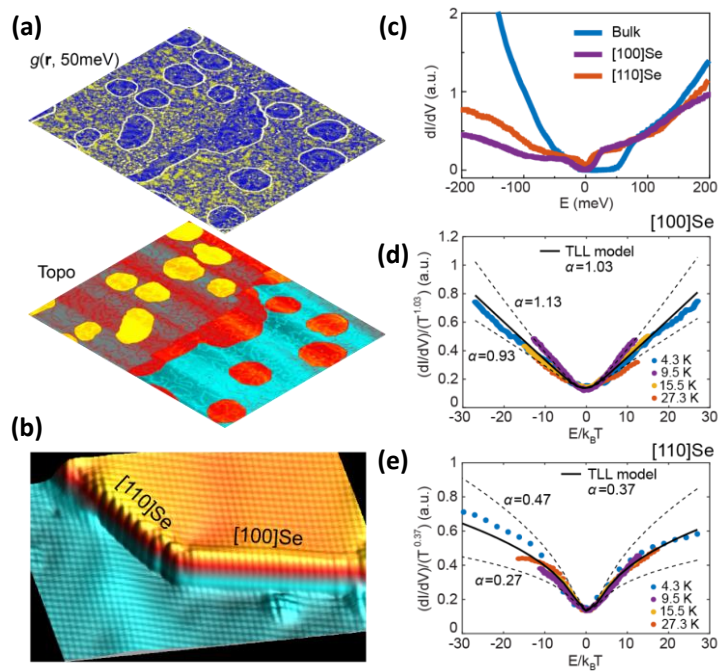 (a)
g(r, 50meV)
Topo
(b)
[110]Se
[100]Se
(c)
2
1
0
dI/dV (a.u.)
Bulk
[100]Se
[110]Se
-200 -100 0 100 200
E (meV)
(d)
[100]Se
1.2
1.0
0.8
0.6
0.4
0.2
0
(dI/dV)/(T^1.03) (a.u.)
TLL model
α=1.03
α=1.13
α=0.93
4.3 K
9.5 K
15.5 K
27.3 K
-30 -20 -10 0 10 20 30
E/kBT
(e)
[110]Se
1
0.8
0.6
0.4
0.2
0
(dI/dV)/(T^0.37) (a.u.)
TLL model
α=0.37
α=0.47
α=0.27
4.3 K
9.5 K
15.5 K
27.3 K
-30 -20 -10 0 10 20 30
E/kBT